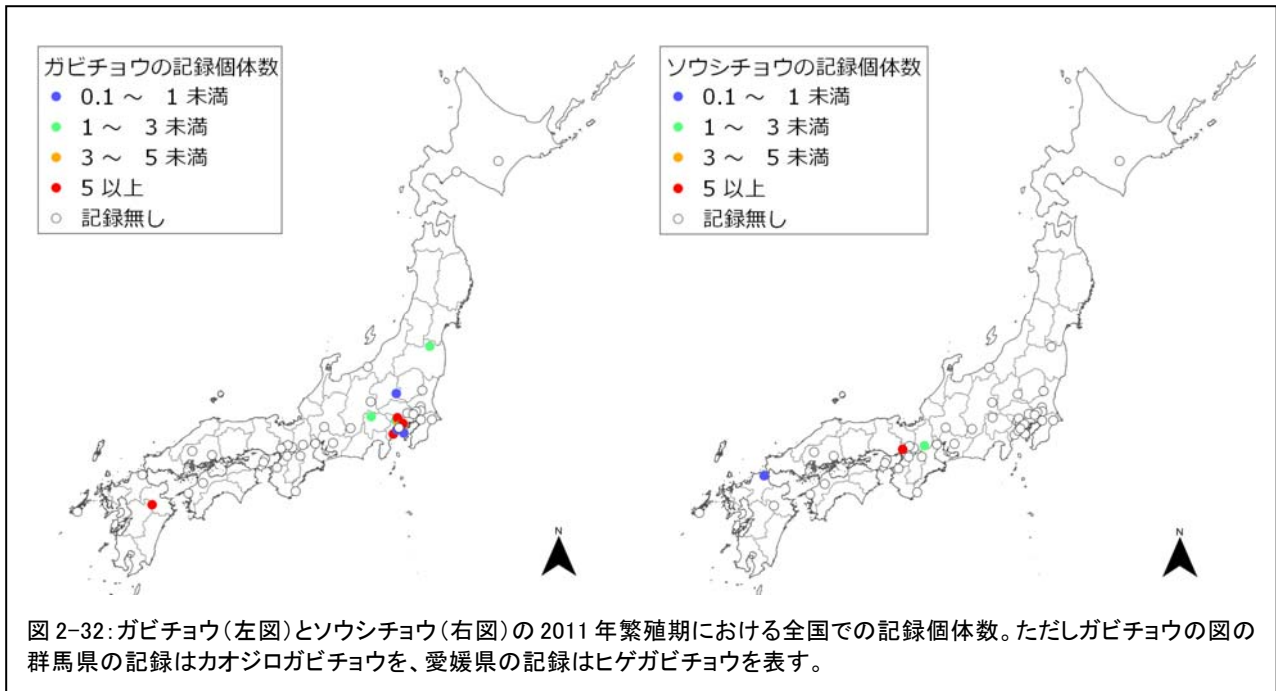 ガビチョウの記録個体数
0.1 ～ 1 未満
1 ～ 3 未満
3 ～ 5 未満
5 以上
記録無し
N
ソウシチョウの記録個体数
0.1 ～ 1 未満
1 ～ 3 未満
3 ～ 5 未満
5 以上
記録無し
N
図 2-32：ガビチョウ（左図）とソウシチョウ（右図）の 2011 年繁殖期における全国での記録個体数。ただしガビチョウの図の
群馬県の記録はカオジロガビチョウを、愛媛県の記録はヒゲガビチョウを表す。